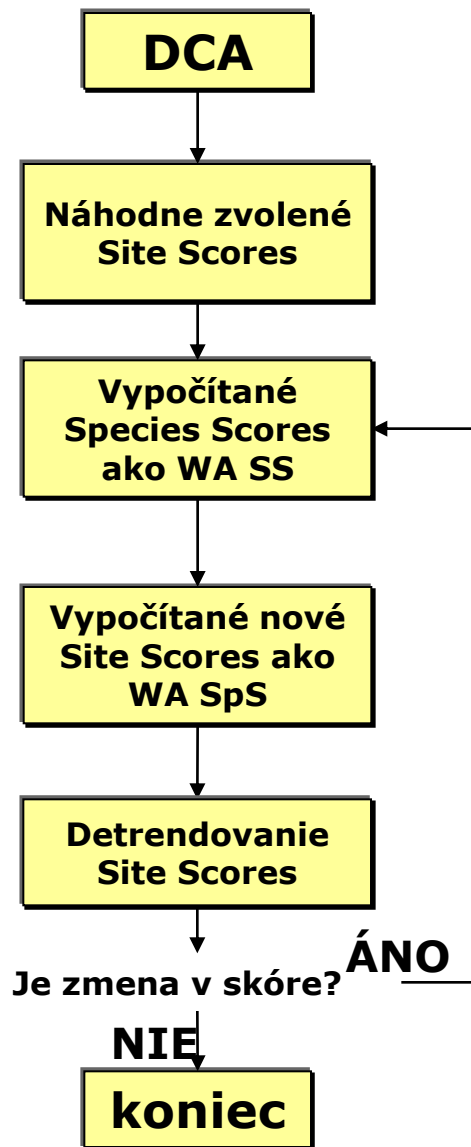 DCA
Náhodne zvolené
Site Scores
Vypočítané
Species Scores
ako WA SS
Vypočítané nové
Site Scores ako
WA SpS
Detrendovanie
Site Scores
Je zmena v skóre?
ÁNO
NIE
koniec